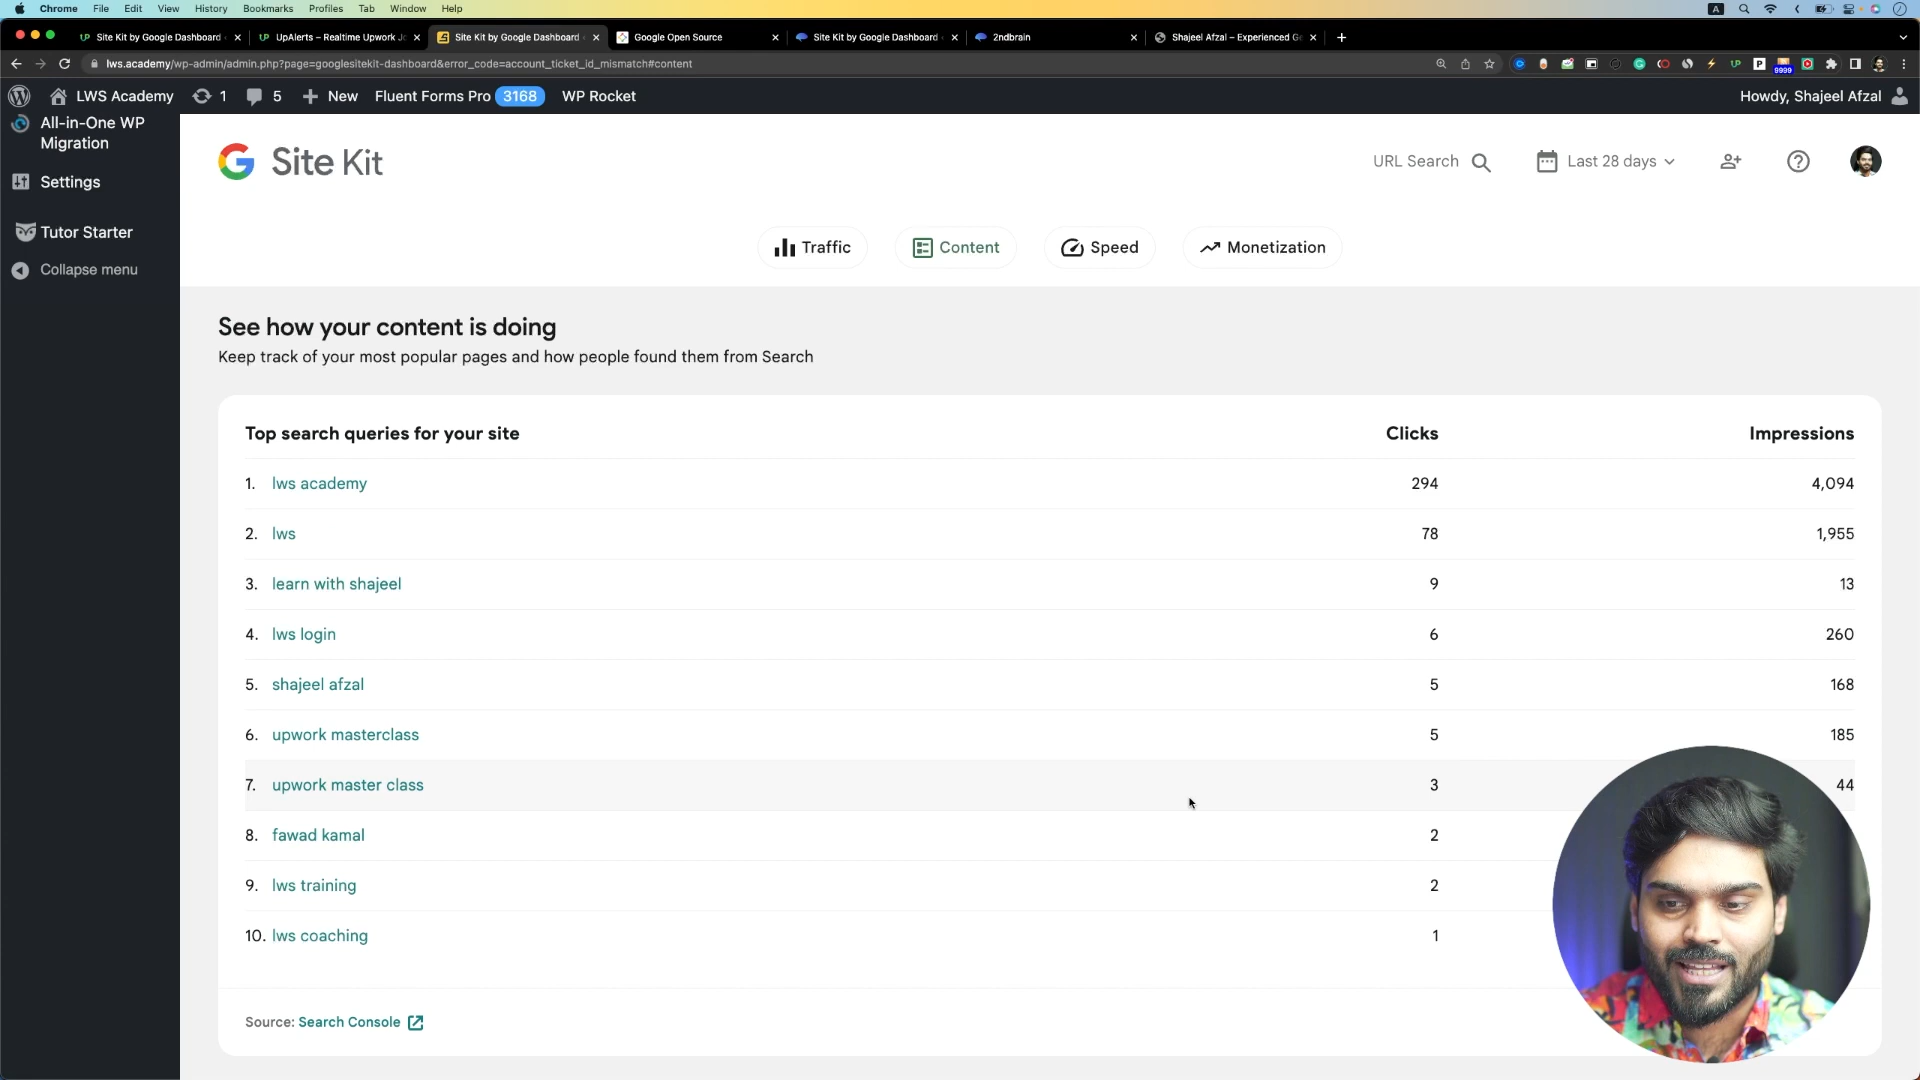 Chrome File Edit View History Bookmarks Profiles Tab Window Help
Site Kit by Google Dashboard
UpAlerts – Realtime Upwork
Site Kit by Google Dashboard
Google Open Source
Site Kit by Google Dashboard
2ndbrain
Shajeel Afzal – Experienced
lws.academy/wp-admin/admin.php?page=googlesitekit-dashboard&error_code=account_ticket_id_mismatch#content
9999
LWS Academy 1 5 New Fluent Forms Pro 3168 WP Rocket
Howdy, Shajeel Afzal
All-in-One WP
Migration
Settings
Tutor Starter
Collapse menu
G Site Kit
URL Search
Last 28 days
Traffic
Content
Speed
Monetization
See how your content is doing
Keep track of your most popular pages and how people found them from Search
Top search queries for your site Clicks Impressions
1. lws academy 294 4,094
2. lws 78 1,955
3. learn with shajeel 9 13
4. lws login 6 260
5. shajeel afzal 5 168
6. upwork masterclass 5 185
7. upwork master class 3 44
8. fawad kamal 2
9. lws training 2
10. lws coaching 1
Source: Search Console